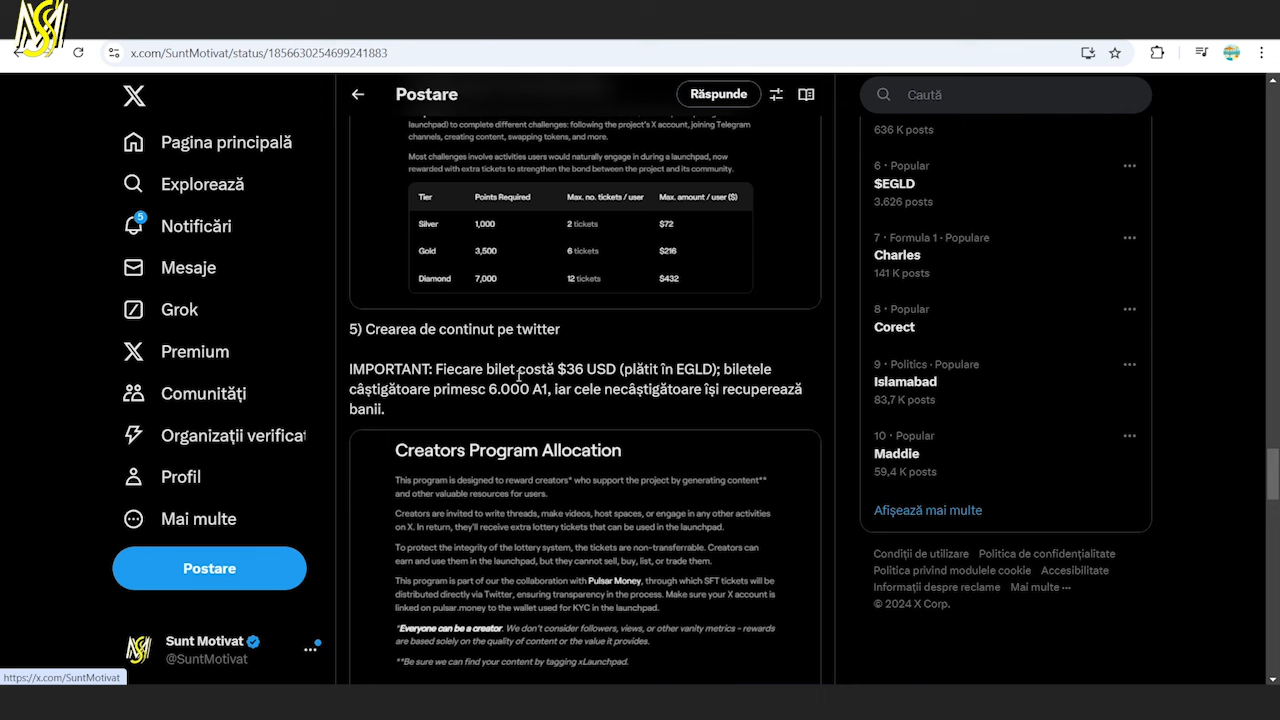 x.com/SuntMotivat/status/1856630254699241883
Pagina principală
Explorează
5
Notificări
Mesaje
Grok
Premium
Comunități
Organizații verificat
Profil
Mai multe
Postare
Sunt Motivat
@SuntMotivat
https://x.com/SuntMotivat
Postare
Răspunde
launchpad) to complete different challenges: following the project's X account, joining Telegram
channels, creating content, swapping tokens, and more.
Most challenges involve activities users would naturally engage in during a launchpad, now
rewarded with extra tickets to strengthen the bond between the project and its community.
Tier Points Required Max. no. tickets / user Max. amount / user ($)
Silver 1,000 2 tickets $72
Gold 3,500 6 tickets $216
Diamond 7,000 12 tickets $432
5) Crearea de continut pe twitter
IMPORTANT: Fiecare bilet costă $36 USD (plătit în EGLD); biletele
câștigătoare primesc 6.000 A1, iar cele necâștigătoare își recuperează
banii.
Creators Program Allocation
This program is designed to reward creators* who support the project by generating content**
and other valuable resources for users.
Creators are invited to write threads, make videos, host spaces, or engage in any other activities
on X. In return, they'll receive extra lottery tickets that can be used in the launchpad.
To protect the integrity of the lottery system, the tickets are non-transferrable. Creators can
earn and use them in the launchpad, but they cannot sell, buy, list, or trade them.
This program is part of our the collaboration with Pulsar Money, through which SFT tickets will be
distributed directly via Twitter, ensuring transparency in the process. Make sure your X account is
linked on pulsar.money to the wallet used for KYC in the launchpad.
*Everyone can be a creator. We don't consider followers, views, or other vanity metrics – rewards
are based solely on the quality of content or the value it provides.
**Be sure we can find your content by tagging xLaunchpad.
Caută
636 K posts
6 · Popular
$EGLD
3.626 posts
7 · Formula 1 · Populare
Charles
141 K posts
8 · Popular
Corect
9 · Politics · Populare
Islamabad
83,7 K posts
10 · Popular
Maddie
59,4 K posts
Afișează mai multe
Condiții de utilizare Politica de confidențialitate
Politica privind modulele cookie Accesibilitate
Informații despre reclame Mai multe ···
© 2024 X Corp.